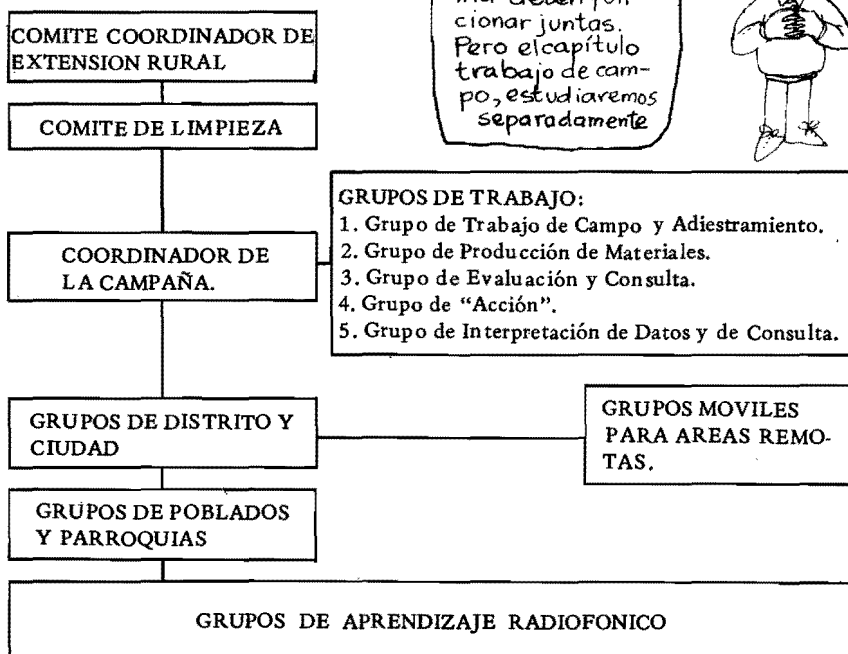 deben
cionar juntas.
Pero el capítulo
trabajo de cam-
po, estudiaremos
separadamente
COMITE COORDINADOR DE
EXTENSION RURAL
COMITE DE LIMPIEZA
GRUPOS DE TRABAJO:
1. Grupo de Trabajo de Campo y Adiestramiento.
2. Grupo de Producción de Materiales.
3. Grupo de Evaluación y Consulta.
4. Grupo de “Acción”.
5. Grupo de Interpretación de Datos y de Consulta.
COORDINADOR DE
LA CAMPAÑA.
GRUPOS DE DISTRITO Y
CIUDAD
GRUPOS MOVILES
PARA AREAS REMO-
TAS.
GRUPOS DE POBLADOS
Y PARROQUIAS
GRUPOS DE APRENDIZAJE RADIOFONICO